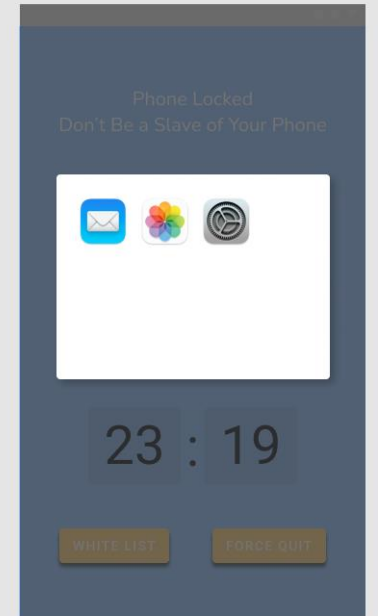 Phone Locked
Don't Be a Slave of Your Phone
23 : 19
WHITE LIST
FORCE QUIT